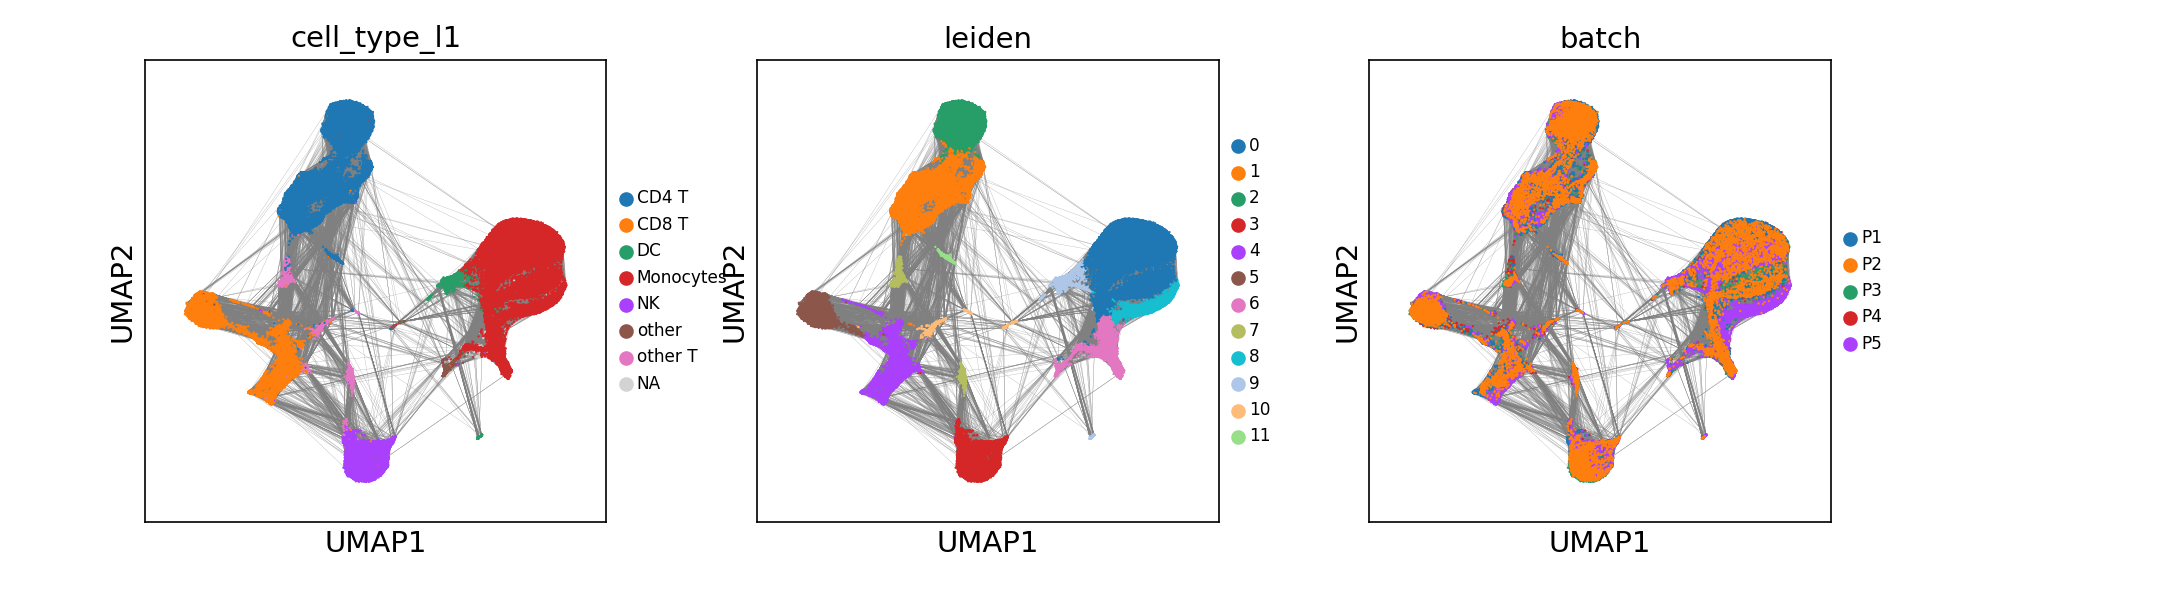 cell_type_l1
UMAP2
UMAP1
CD4 T
CD8 T
DC
Monocytes
NK
other
other T
NA
leiden
UMAP2
UMAP1
0
1
2
3
4
5
6
7
8
9
10
11
batch
UMAP2
UMAP1
P1
P2
P3
P4
P5